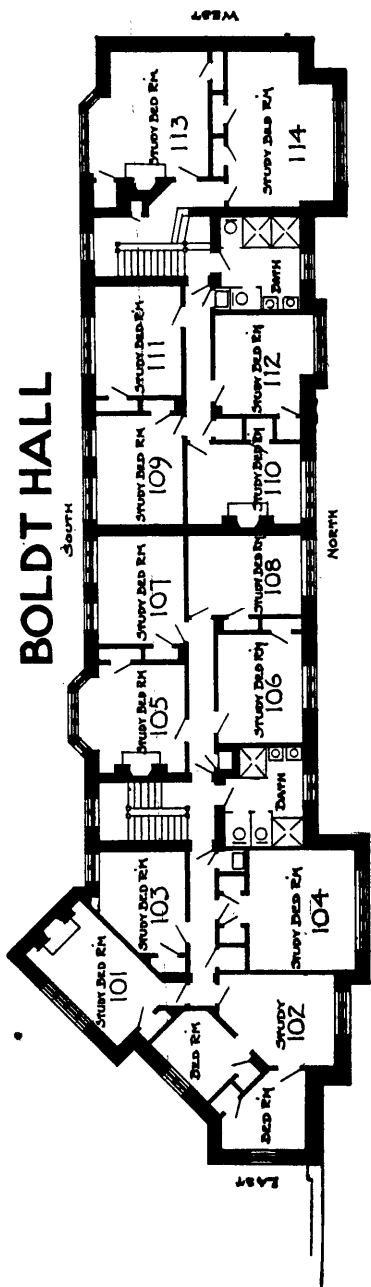 BOLDT HALL
WEST
SOUTH
NORTH
EAST
STUDY BED RM
113
STUDY BED RM
114
BATH
STUDY BED RM
111
STUDY BED RM
112
STUDY BED RM
109
STUDY BED RM
110
STUDY BED RM
107
STUDY BED RM
108
STUDY BED RM
105
STUDY BED RM
106
BATH
STUDY BED RM
103
STUDY BED RM
104
STUDY BED RM
101
STUDY
102
BED RM
BED RM